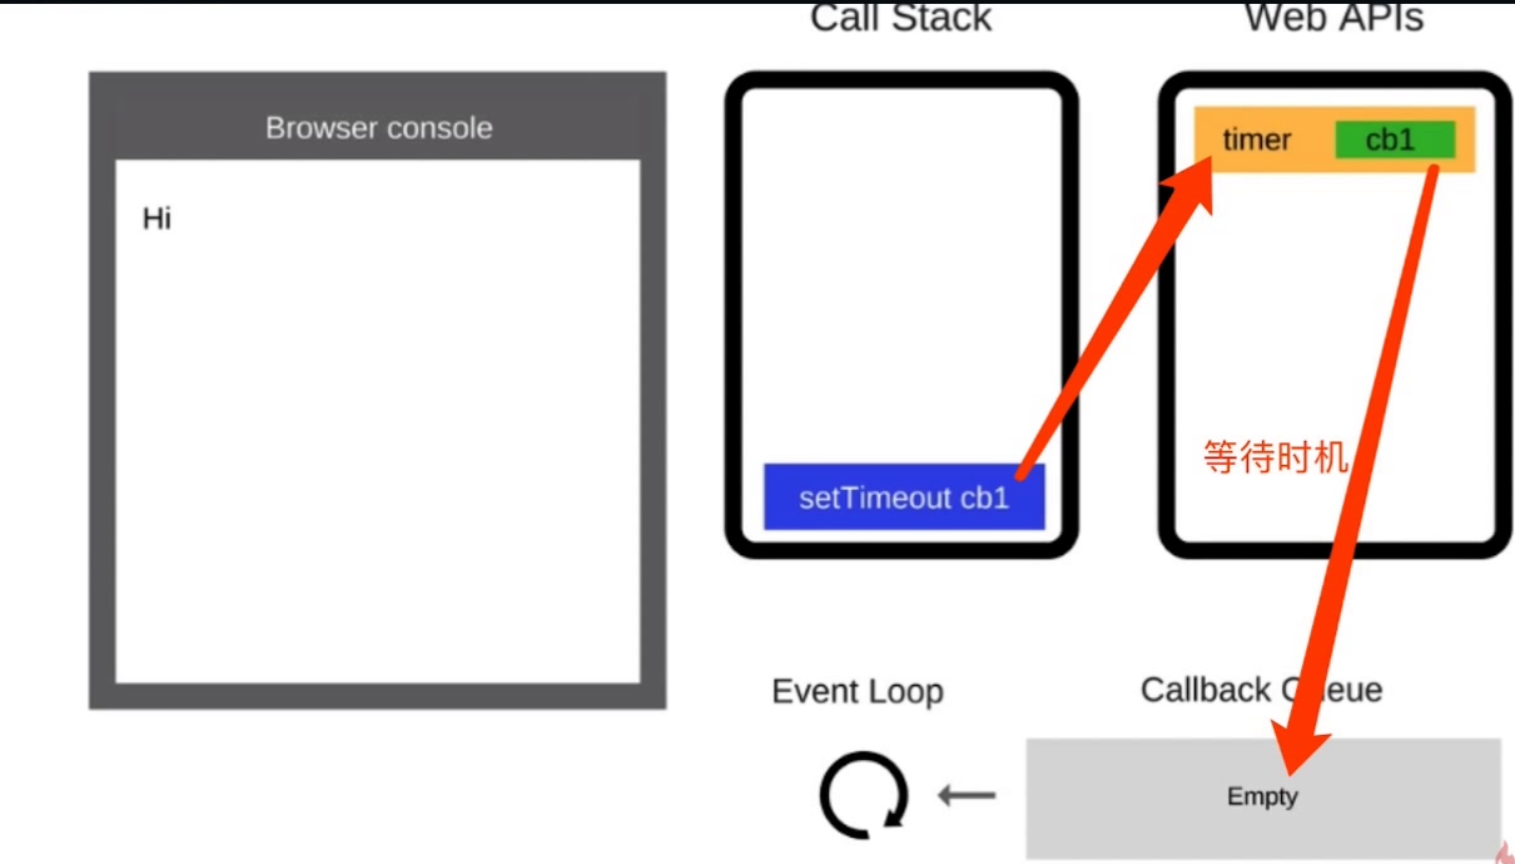 Call Stack
Web APIs
Browser console
Hi
timer
cb1
setTimeout cb1
等待时机
Event Loop
Callback Queue
Empty